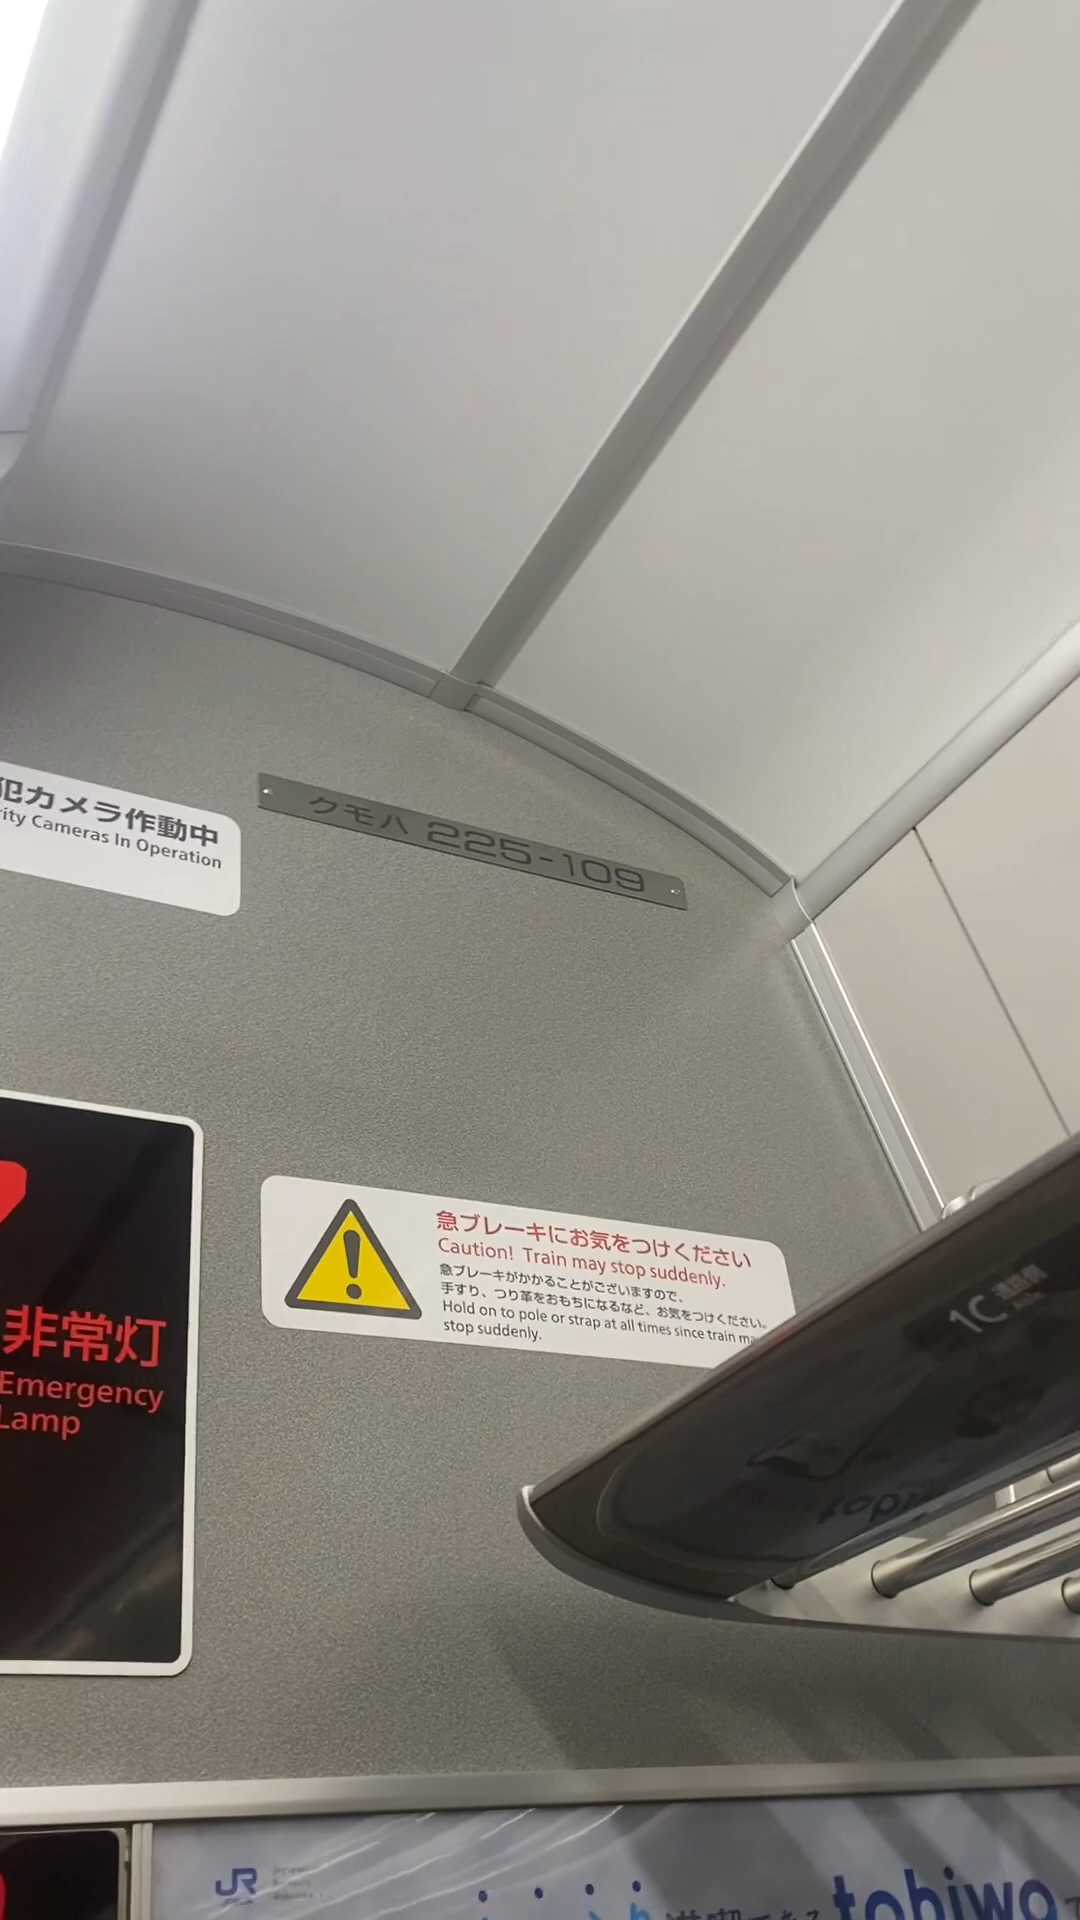 犯カメラ作動中
ity Cameras In Operation
クモハ 225-109
急ブレーキにお気をつけください
Caution! Train may stop suddenly.
急ブレーキがかかることがございますので、
手すり、つり革をおもちになるなど、お気をつけください。
Hold on to pole or strap at all times since train
stop suddenly.
非常灯
Emergency
Lamp
1C
JR
tobiwa